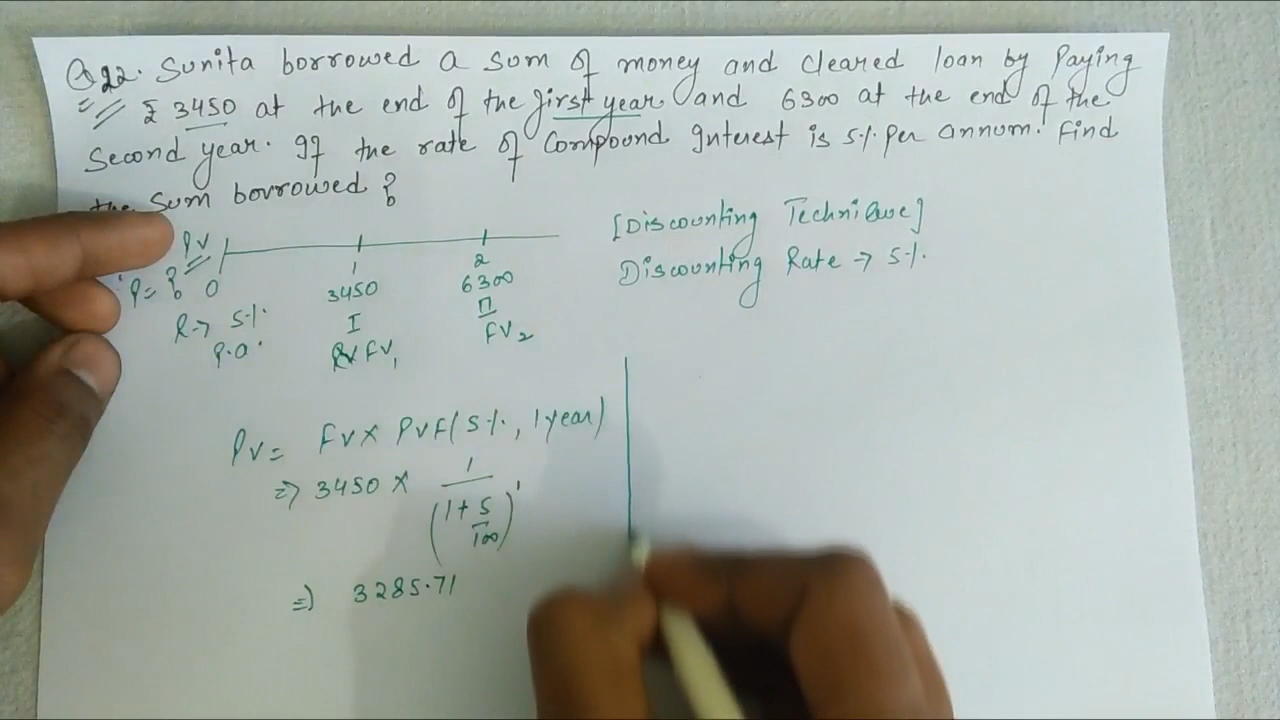 Q22. Sunita borrowed a sum of money and cleared loan by paying
₹ 3450 at the end of the first year and 6300 at the end of the
Second year. If the rate of Compound Interest is 5% per annum. Find
the sum borrowed ?
PV
P = ? 0
1 2
3450 6300
I II
FV1 FV2
R → 5%
P.a.
[Discounting Technique]
Discounting Rate → 5%.
PV = FV × PVF(5%, 1 year)
⇒ 3450 × 1
(1 + 5
100)1
⇒ 3285.71